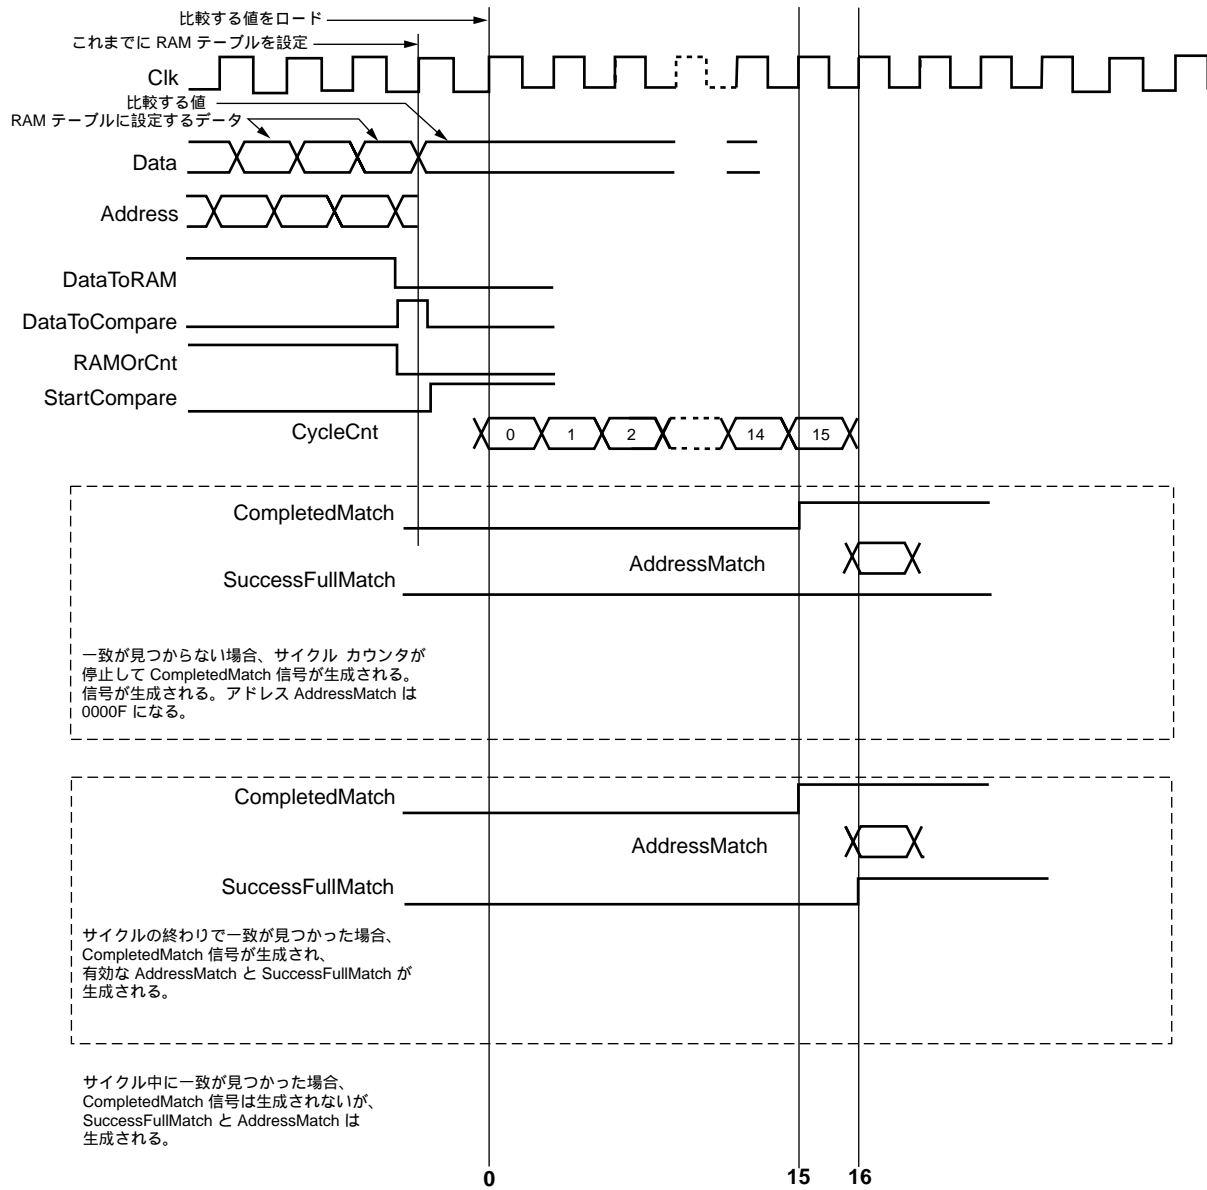 比較する値をロード
これまでに RAM テーブルを設定
Clk
比較する値
RAM テーブルに設定するデータ
Data
Address
DataToRAM
DataToCompare
RAMOrCnt
StartCompare
CycleCnt
0
1
2
14
15
CompletedMatch
AddressMatch
SuccessFullMatch
一致が見つからない場合、サイクル カウンタが
停止して CompletedMatch 信号が生成される。
信号が生成される。アドレス AddressMatch は
0000F になる。
CompletedMatch
AddressMatch
SuccessFullMatch
サイクルの終わりで一致が見つかった場合、
CompletedMatch 信号が生成され、
有効な AddressMatch と SuccessFullMatch が
生成される。
サイクル中に一致が見つかった場合、
CompletedMatch 信号は生成されないが、
SuccessFullMatch と AddressMatch は
生成される。
0
15
16